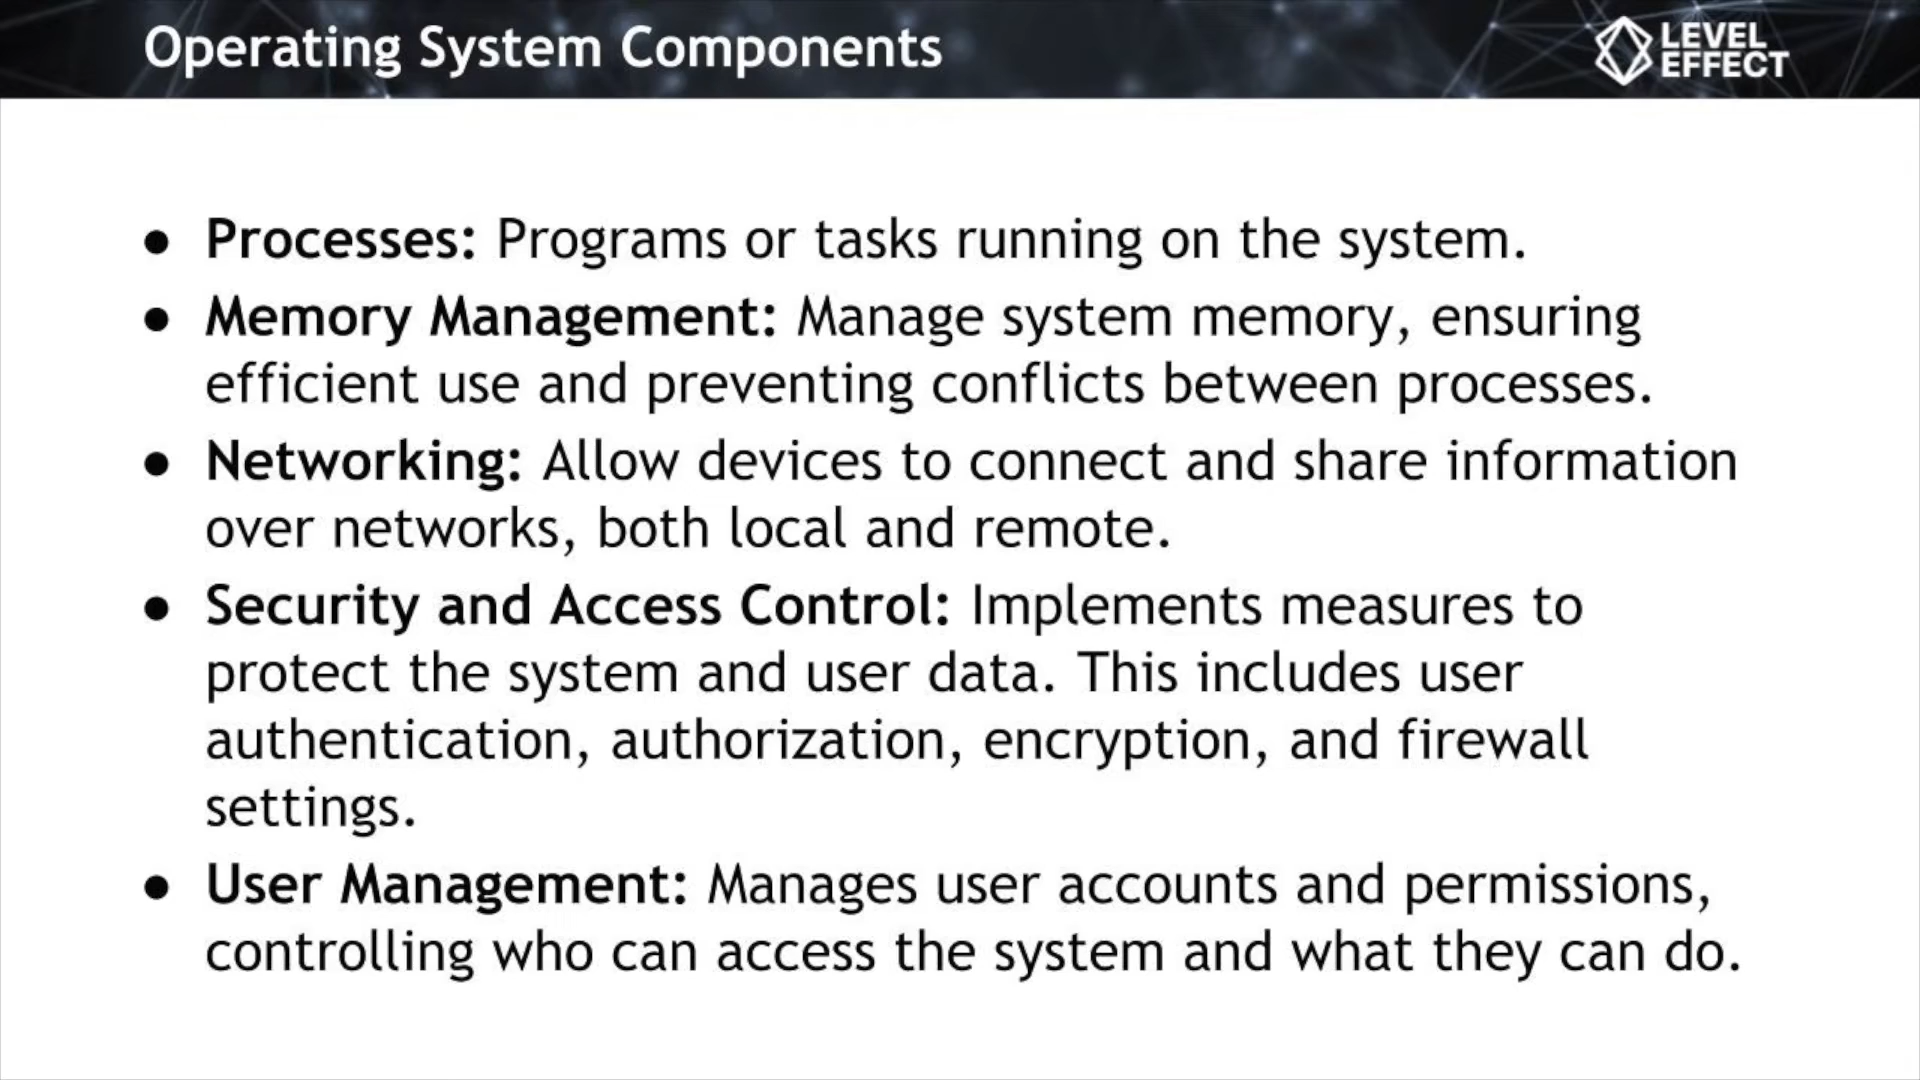 Operating System Components
LEVEL
EFFECT
● Processes: Programs or tasks running on the system.
● Memory Management: Manage system memory, ensuring
efficient use and preventing conflicts between processes.
● Networking: Allow devices to connect and share information
over networks, both local and remote.
● Security and Access Control: Implements measures to
protect the system and user data. This includes user
authentication, authorization, encryption, and firewall
settings.
● User Management: Manages user accounts and permissions,
controlling who can access the system and what they can do.